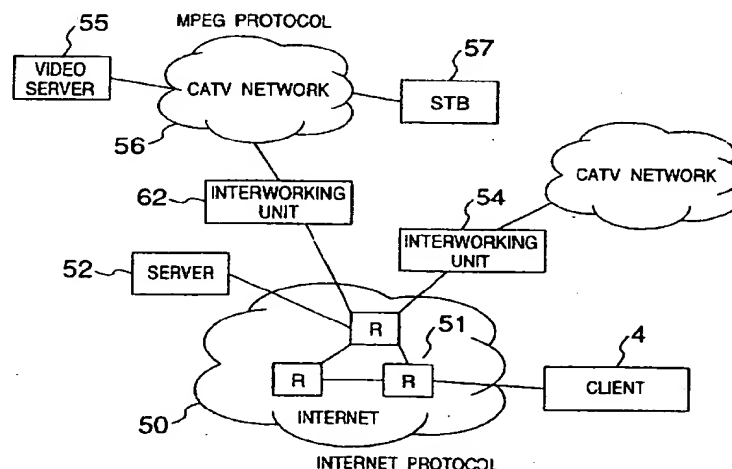 MPEG PROTOCOL
55
VIDEO
SERVER
CATV NETWORK
57
STB
56
62
INTERWORKING
UNIT
54
INTERWORKING
UNIT
CATV NETWORK
52
SERVER
R
51
R
R
4
CLIENT
50
INTERNET
INTERNET PROTOCOL